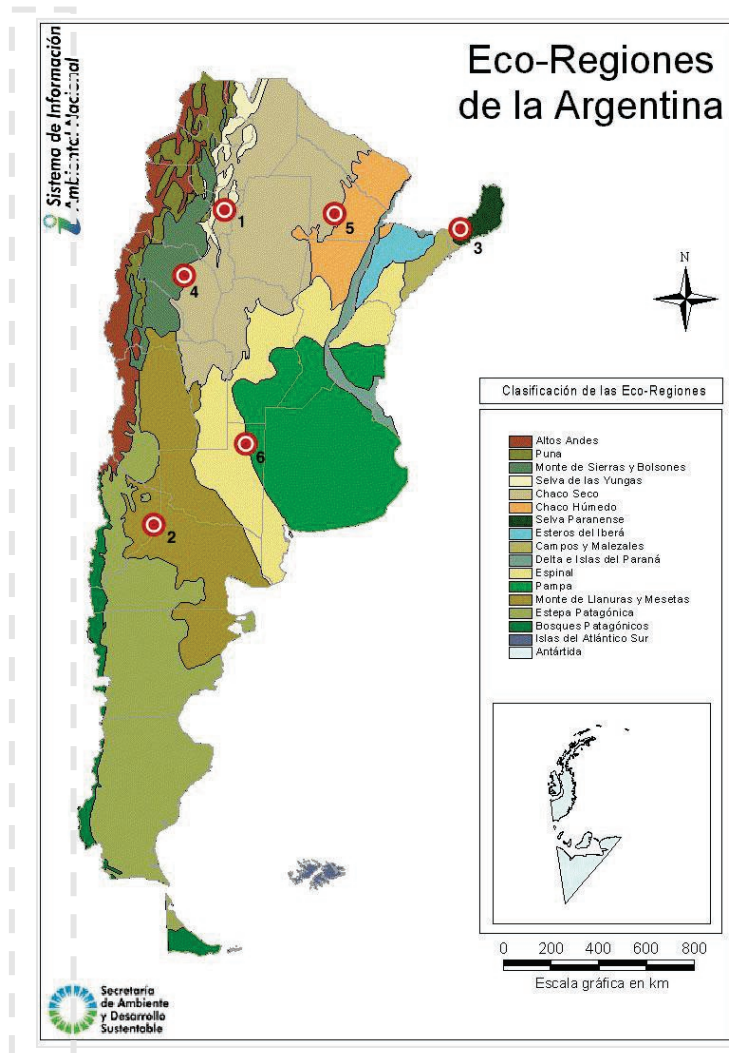 Sistema de Información
Ambiental Nacional
Eco-Regiones
de la Argentina
1
5
3
4
6
2
N
Clasificación de las Eco-Regiones
Altos Andes
Puna
Monte de Sierras y Bolsones
Selva de las Yungas
Chaco Seco
Chaco Húmedo
Selva Paranense
Esteros del Iberá
Campos y Malezales
Delta e Islas del Paraná
Espinal
Pampa
Monte de Llanuras y Mesetas
Estepa Patagónica
Bosques Patagónicos
Islas del Atlántico Sur
Antártida
0 200 400 600 800
Escala gráfica en km
Secretaría
de Ambiente
y Desarrollo
Sustentable